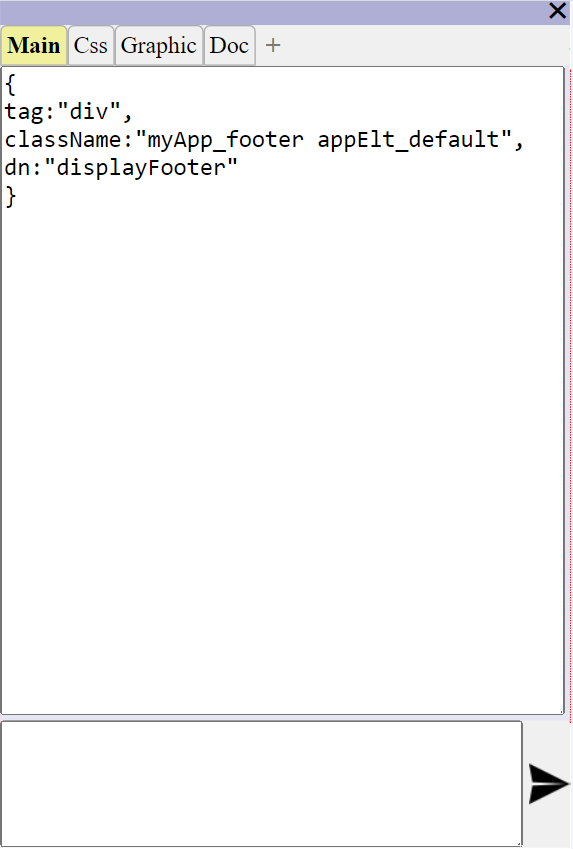 Main Css Graphic Doc +
{
tag:"div",
className:"myApp_footer appElt_default",
dn:"displayFooter"
}